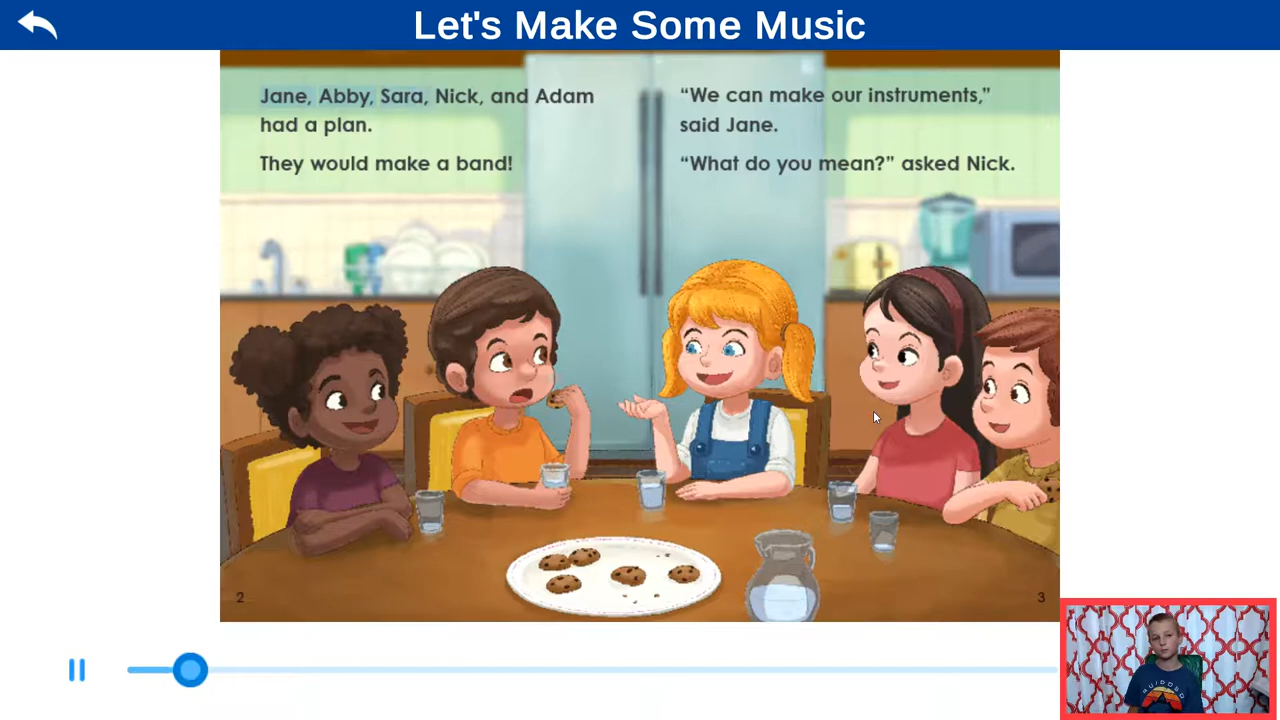 Let's Make Some Music
Jane, Abby, Sara, Nick, and Adam
had a plan.
They would make a band!
“We can make our instruments,”
said Jane.
“What do you mean?” asked Nick.
2
3
RUIDOSO